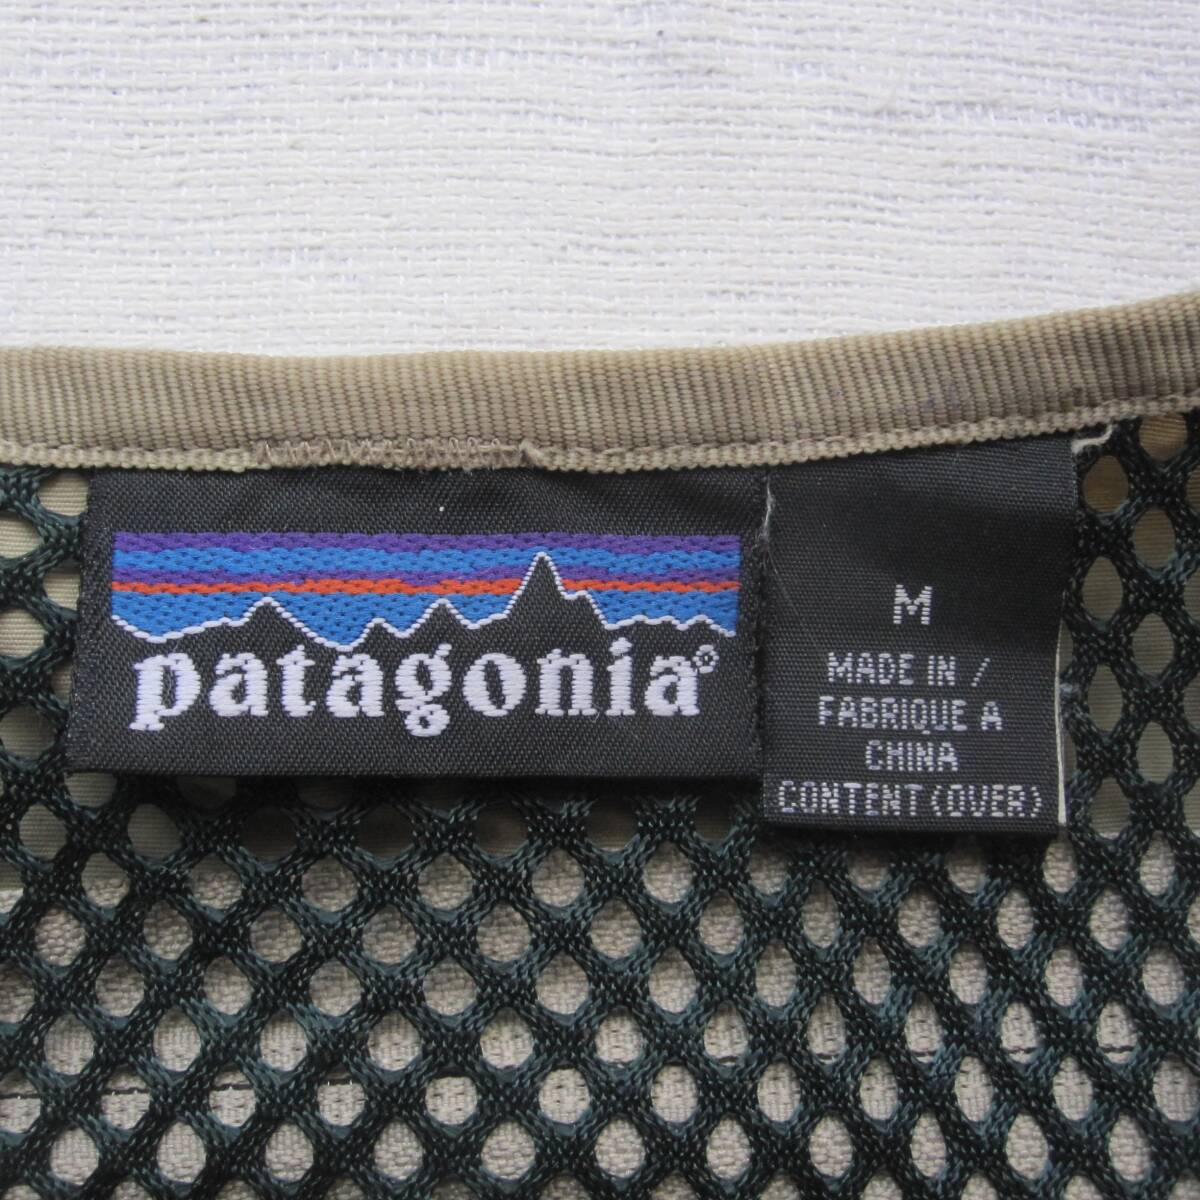 patagonia®
M
MADE IN /
FABRIQUE A
CHINA
CONTENT (OVER)